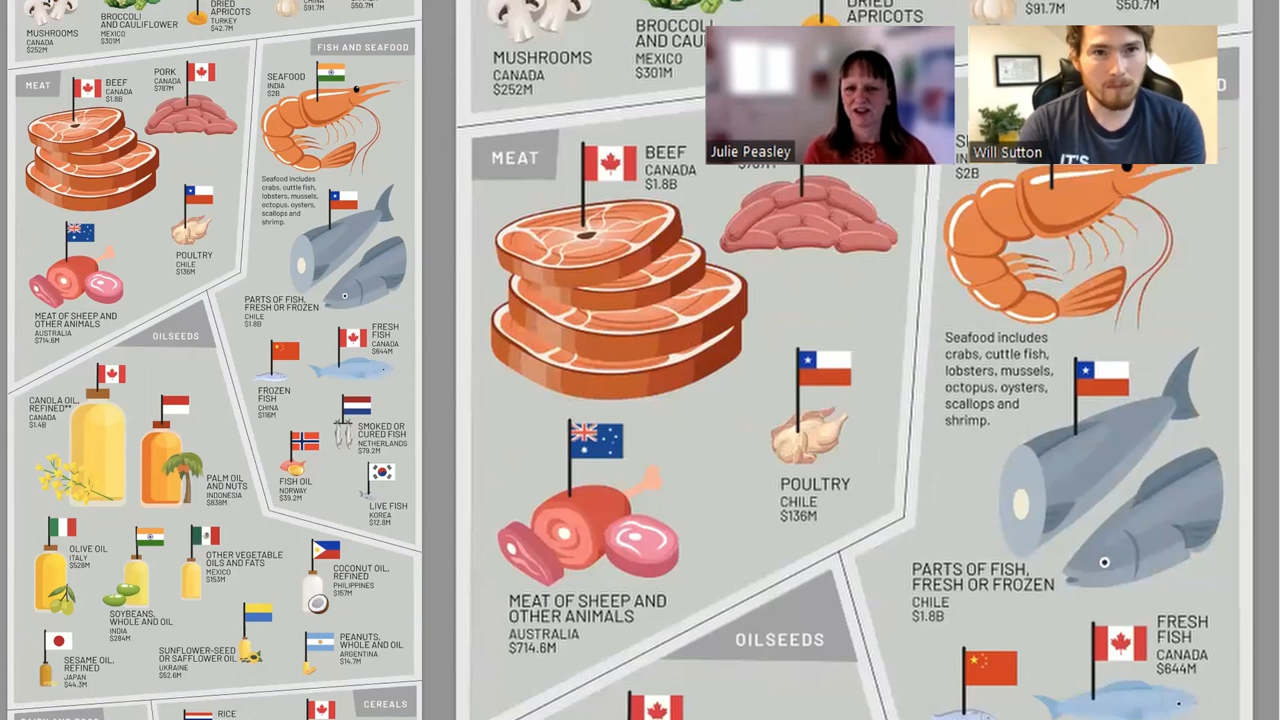 MUSHROOMS
CANADA
$252M
BROCCOLI
AND CAULIFLOWER
MEXICO
$301M
DRIED
APRICOTS
TURKEY
$42.7M
$91.7M
$50.7M
MEAT
BEEF
CANADA
$1.8B
PORK
CANADA
$787M
POULTRY
CHILE
$136M
MEAT OF SHEEP AND
OTHER ANIMALS
AUSTRALIA
$714.6M
FISH AND SEAFOOD
SEAFOOD
INDIA
$2B
Seafood includes
crabs, cuttle fish,
lobsters, mussels,
octopus, oysters,
scallops and
shrimp.
PARTS OF FISH,
FRESH OR FROZEN
CHILE
$1.8B
FRESH
FISH
CANADA
$644M
FROZEN
FISH
CHINA
$116M
SMOKED OR
CURED FISH
NETHERLANDS
$79.2M
FISH OIL
NORWAY
$39.2M
LIVE FISH
KOREA
$12.8M
OILSEEDS
CANOLA OIL,
REFINED**
CANADA
$1.4B
PALM OIL
AND NUTS
INDONESIA
$838M
OLIVE OIL
ITALY
$528M
SOYBEANS,
WHOLE AND OIL
INDIA
$284M
OTHER VEGETABLE
OILS AND FATS
MEXICO
$153M
COCONUT OIL,
REFINED
PHILIPPINES
$157M
SESAME OIL,
REFINED
JAPAN
$44.3M
SUNFLOWER-SEED
OR SAFFLOWER OIL
UKRAINE
$52.6M
PEANUTS,
WHOLE AND OIL
ARGENTINA
$14.7M
RICE
CEREALS
MUSHROOMS
CANADA
$252M
BROCCOLI
AND CAU
MEXICO
$301M
DRIED
APRICOTS
$91.7M
$50.7M
Julie Peasley
Will Sutton
IT'S
D
MEAT
BEEF
CANADA
$1.8B
$2B
POULTRY
CHILE
$136M
MEAT OF SHEEP AND
OTHER ANIMALS
AUSTRALIA
$714.6M
Seafood includes
crabs, cuttle fish,
lobsters, mussels,
octopus, oysters,
scallops and
shrimp.
PARTS OF FISH,
FRESH OR FROZEN
CHILE
$1.8B
FRESH
FISH
CANADA
$644M
OILSEEDS